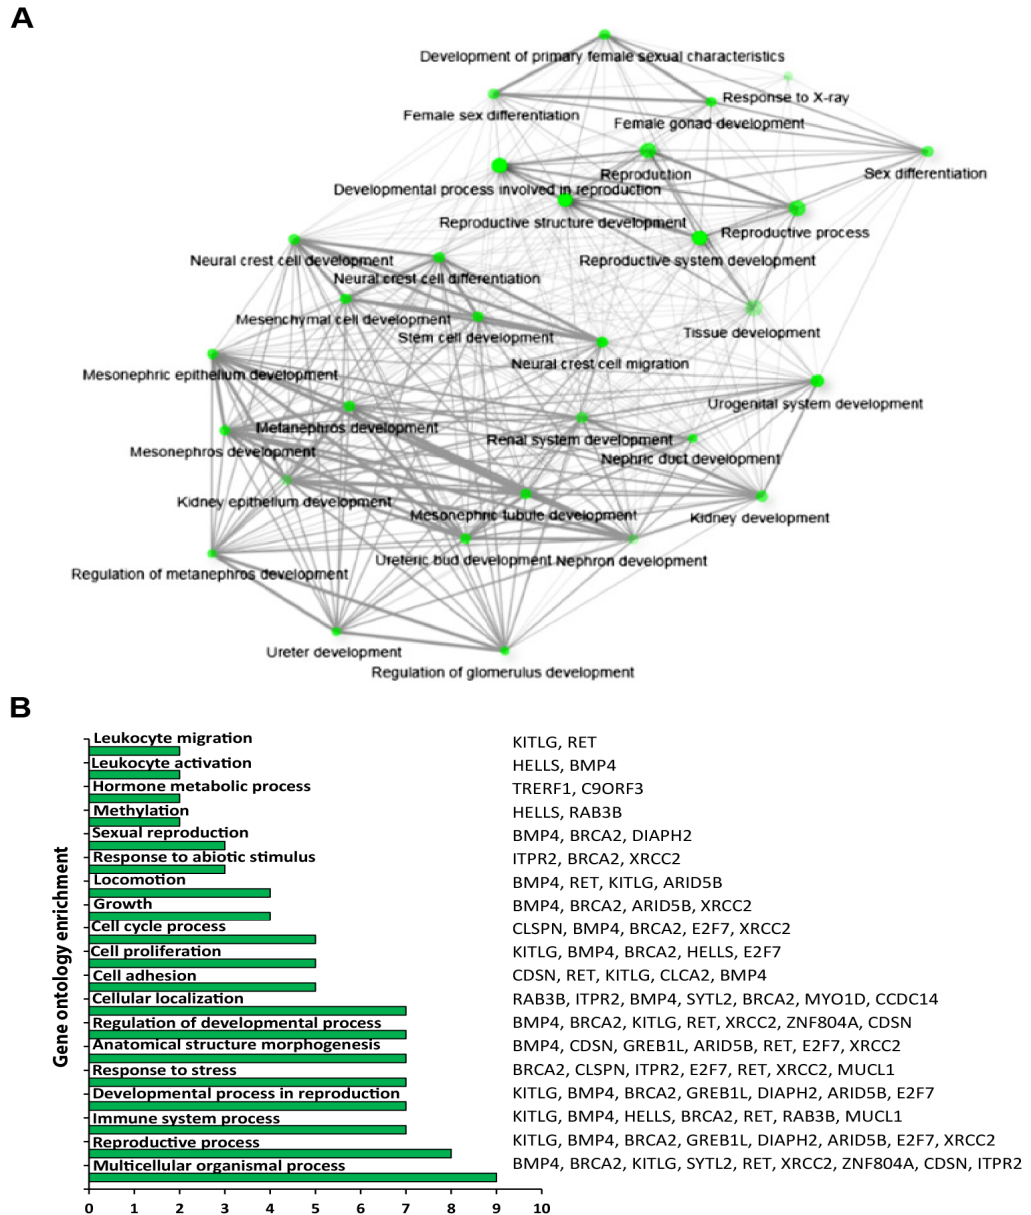 A
Development of primary female sexual characteristics
Response to X-ray
Female sex differentiation
Female gonad development
Reproduction
Sex differentiation
Developmental process involved in reproduction
Reproductive structure development
Reproductive process
Neural crest cell development
Reproductive system development
Neural crest cell differentiation
Mesenchymal cell development
Stem cell development
Tissue development
Neural crest cell migration
Mesonephric epithelium development
Urogenital system development
Metanephros development
Renal system development
Mesonephros development
Nephric duct development
Kidney epithelium development
Mesonephric tubule development
Kidney development
Ureteric bud development
Nephron development
Regulation of metanephros development
Ureter development
Regulation of glomerulus development
B
Gene ontology enrichment
Leukocyte migration KITLG, RET
Leukocyte activation HELLS, BMP4
Hormone metabolic process TRERF1, C9ORF3
Methylation HELLS, RAB3B
Sexual reproduction BMP4, BRCA2, DIAPH2
Response to abiotic stimulus ITPR2, BRCA2, XRCC2
Locomotion BMP4, RET, KITLG, ARID5B
Growth BMP4, BRCA2, ARID5B, XRCC2
Cell cycle process CLSPN, BMP4, BRCA2, E2F7, XRCC2
Cell proliferation KITLG, BMP4, BRCA2, HELLS, E2F7
Cell adhesion CDSN, RET, KITLG, CLCA2, BMP4
Cellular localization RAB3B, ITPR2, BMP4, SYTL2, BRCA2, MYO1D, CCDC14
Regulation of developmental process BMP4, BRCA2, KITLG, RET, XRCC2, ZNF804A, CDSN
Anatomical structure morphogenesis BMP4, CDSN, GREB1L, ARID5B, RET, E2F7, XRCC2
Response to stress BRCA2, CLSPN, ITPR2, E2F7, RET, XRCC2, MUCL1
Developmental process in reproduction KITLG, BMP4, BRCA2, GREB1L, DIAPH2, ARID5B, E2F7
Immune system process KITLG, BMP4, HELLS, BRCA2, RET, RAB3B, MUCL1
Reproductive process KITLG, BMP4, BRCA2, GREB1L, DIAPH2, ARID5B, E2F7, XRCC2
Multicellular organismal process BMP4, BRCA2, KITLG, SYTL2, RET, XRCC2, ZNF804A, CDSN, ITPR2
0 1 2 3 4 5 6 7 8 9 10